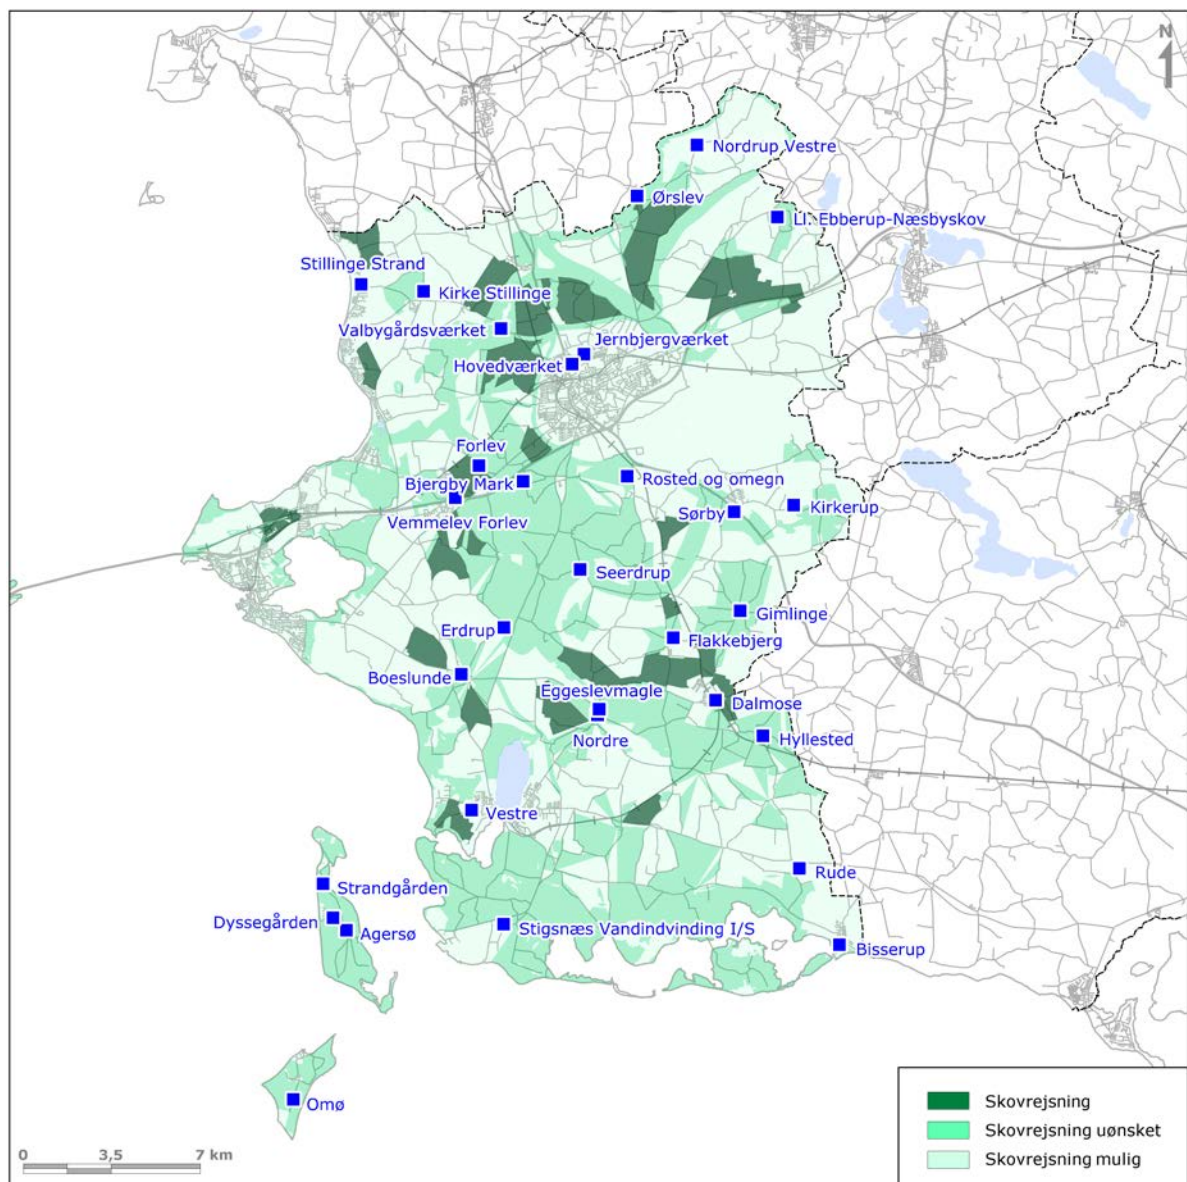 N
Nordrup Vestre
Ørslev
Ll. Ebberup-Næsbyskov
Stillinge Strand
Kirke Stillinge
Valbygårdsværket
Jernbjergværket
Hovedværket
Forlev
Bjergby Mark
Rosted og omegn
Kirkerup
Sørby
Vemmelev Forlev
Seerdrup
Gimlinge
Erdrup
Flakkebjerg
Boeslunde
Eggeslevmagle
Dalmose
Nordre
Hyllested
Vestre
Rude
Strandgården
Dyssegården
Agersø
Stigsnæs Vandindvinding I/S
Bisserup
Omø
Skovrejsning
Skovrejsning uønsket
Skovrejsning mulig
0 3,5 7 km